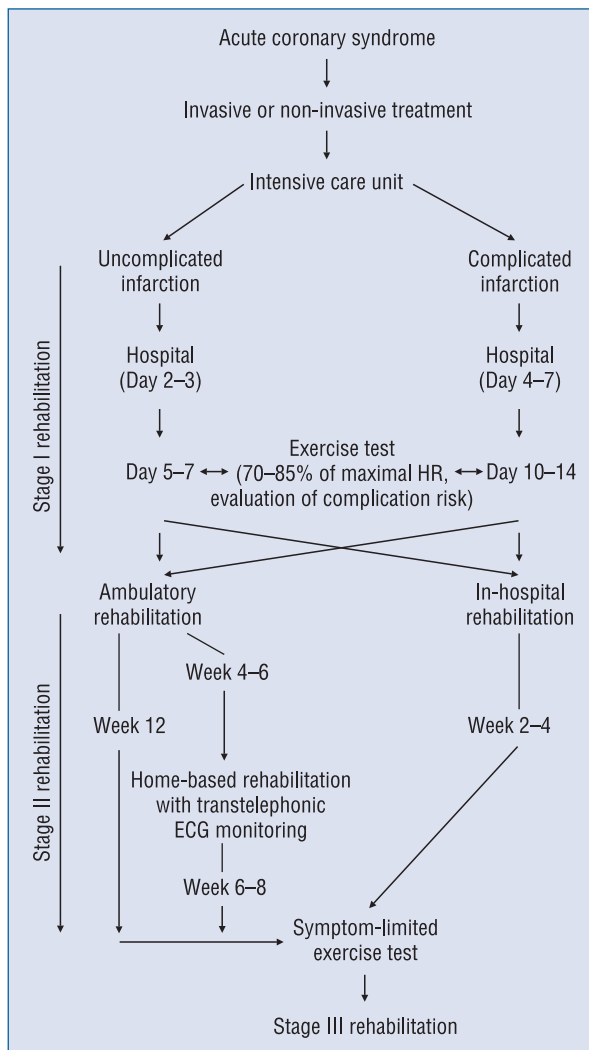 Acute coronary syndrome
Invasive or non-invasive treatment
Intensive care unit
Uncomplicated
infarction
Complicated
infarction
Hospital
(Day 2–3)
Hospital
(Day 4–7)
Stage I rehabilitation
Day 5–7
Exercise test
(70–85% of maximal HR,
evaluation of complication risk)
Day 10–14
Ambulatory
rehabilitation
In-hospital
rehabilitation
Stage II rehabilitation
Week 4–6
Week 12
Week 2–4
Home-based rehabilitation
with transtelephonic
ECG monitoring
Week 6–8
Symptom-limited
exercise test
Stage III rehabilitation